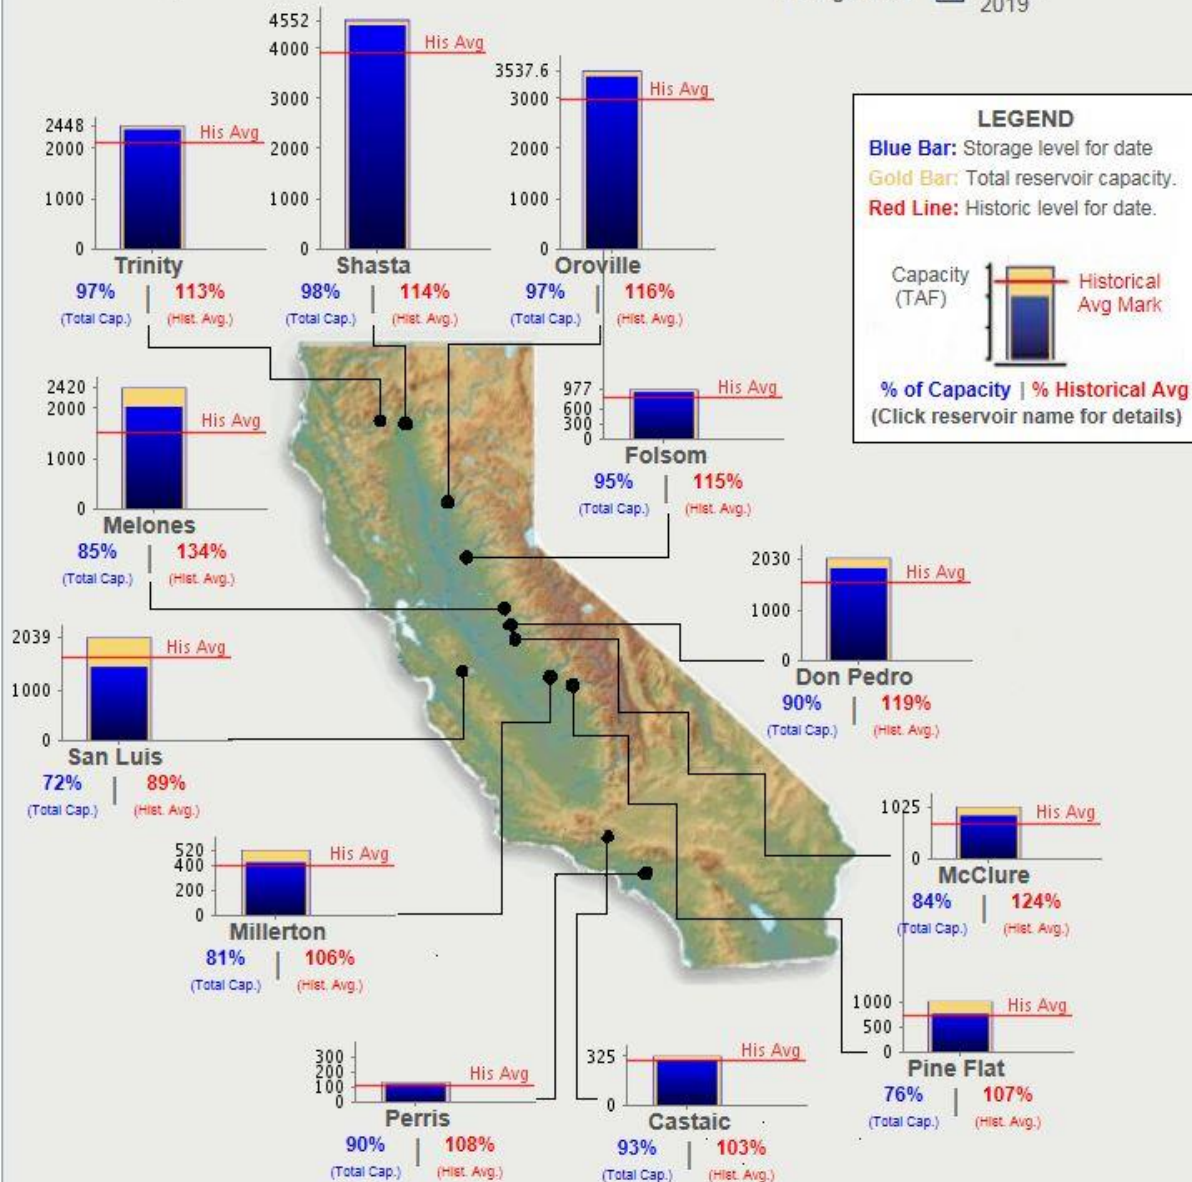 2019
4552
4000
3000
2000
1000
0
His Avg
Shasta
98% | 114%
(Total Cap.) (Hist. Avg.)
3537.6
3000
2000
1000
0
His Avg
Oroville
97% | 116%
(Total Cap.) (Hist. Avg.)
2448
2000
1000
0
His Avg
Trinity
97% | 113%
(Total Cap.) (Hist. Avg.)
LEGEND
Blue Bar: Storage level for date
Gold Bar: Total reservoir capacity.
Red Line: Historic level for date.
Capacity
(TAF)
Historical
Avg Mark
% of Capacity | % Historical Avg
(Click reservoir name for details)
2420
2000
1000
0
His Avg
Melones
85% | 134%
(Total Cap.) (Hist. Avg.)
977
600
300
0
His Avg
Folsom
95% | 115%
(Total Cap.) (Hist. Avg.)
2030
1000
0
His Avg
Don Pedro
90% | 119%
(Total Cap.) (Hist. Avg.)
2039
1000
0
His Avg
San Luis
72% | 89%
(Total Cap.) (Hist. Avg.)
1025
0
His Avg
McClure
84% | 124%
(Total Cap.) (Hist. Avg.)
520
400
200
0
His Avg
Millerton
81% | 106%
(Total Cap.) (Hist. Avg.)
1000
500
0
His Avg
Pine Flat
76% | 107%
(Total Cap.) (Hist. Avg.)
300
200
100
0
His Avg
Perris
90% | 108%
(Total Cap.) (Hist. Avg.)
325
0
His Avg
Castaic
93% | 103%
(Total Cap.) (Hist. Avg.)